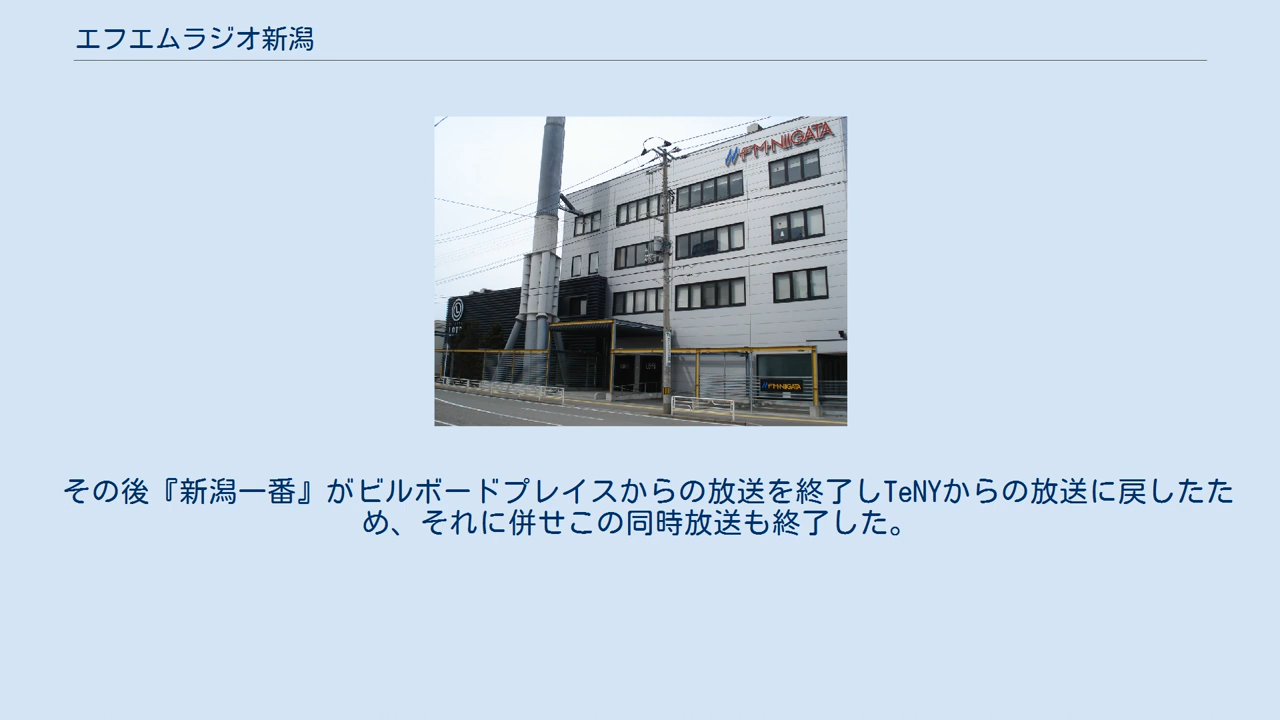 エフエムラジオ新潟
FM-NIIGATA
FM-NIIGATA
その後『新潟一番』がビルボードプレイスからの放送を終了しTeNYからの放送に戻したた
め、それに併せこの同時放送も終了した。